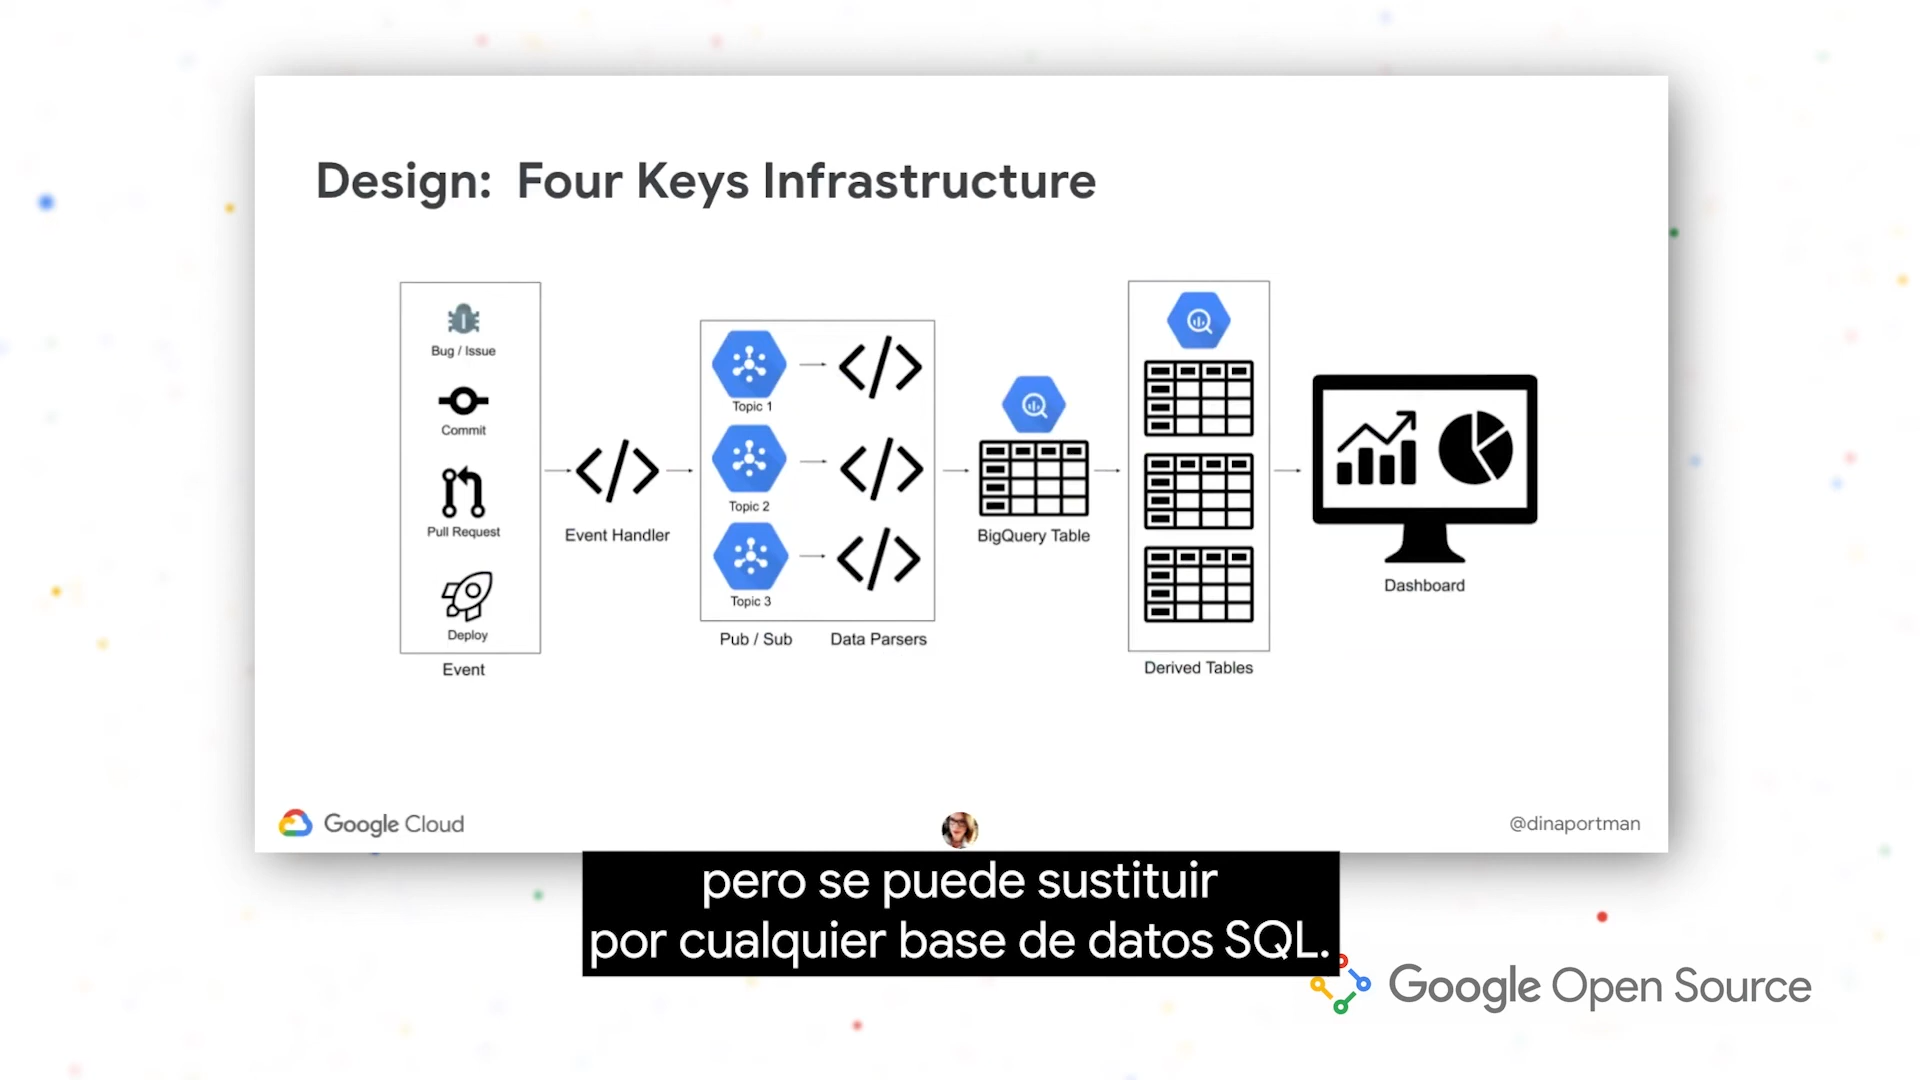 Design: Four Keys Infrastructure
Bug / Issue
Commit
Pull Request
Deploy
Event
Event Handler
Topic 1
Topic 2
Topic 3
Pub / Sub
Data Parsers
BigQuery Table
Derived Tables
Dashboard
Google Cloud
@dinaportman
pero se puede sustituir
por cualquier base de datos SQL.
Google Open Source